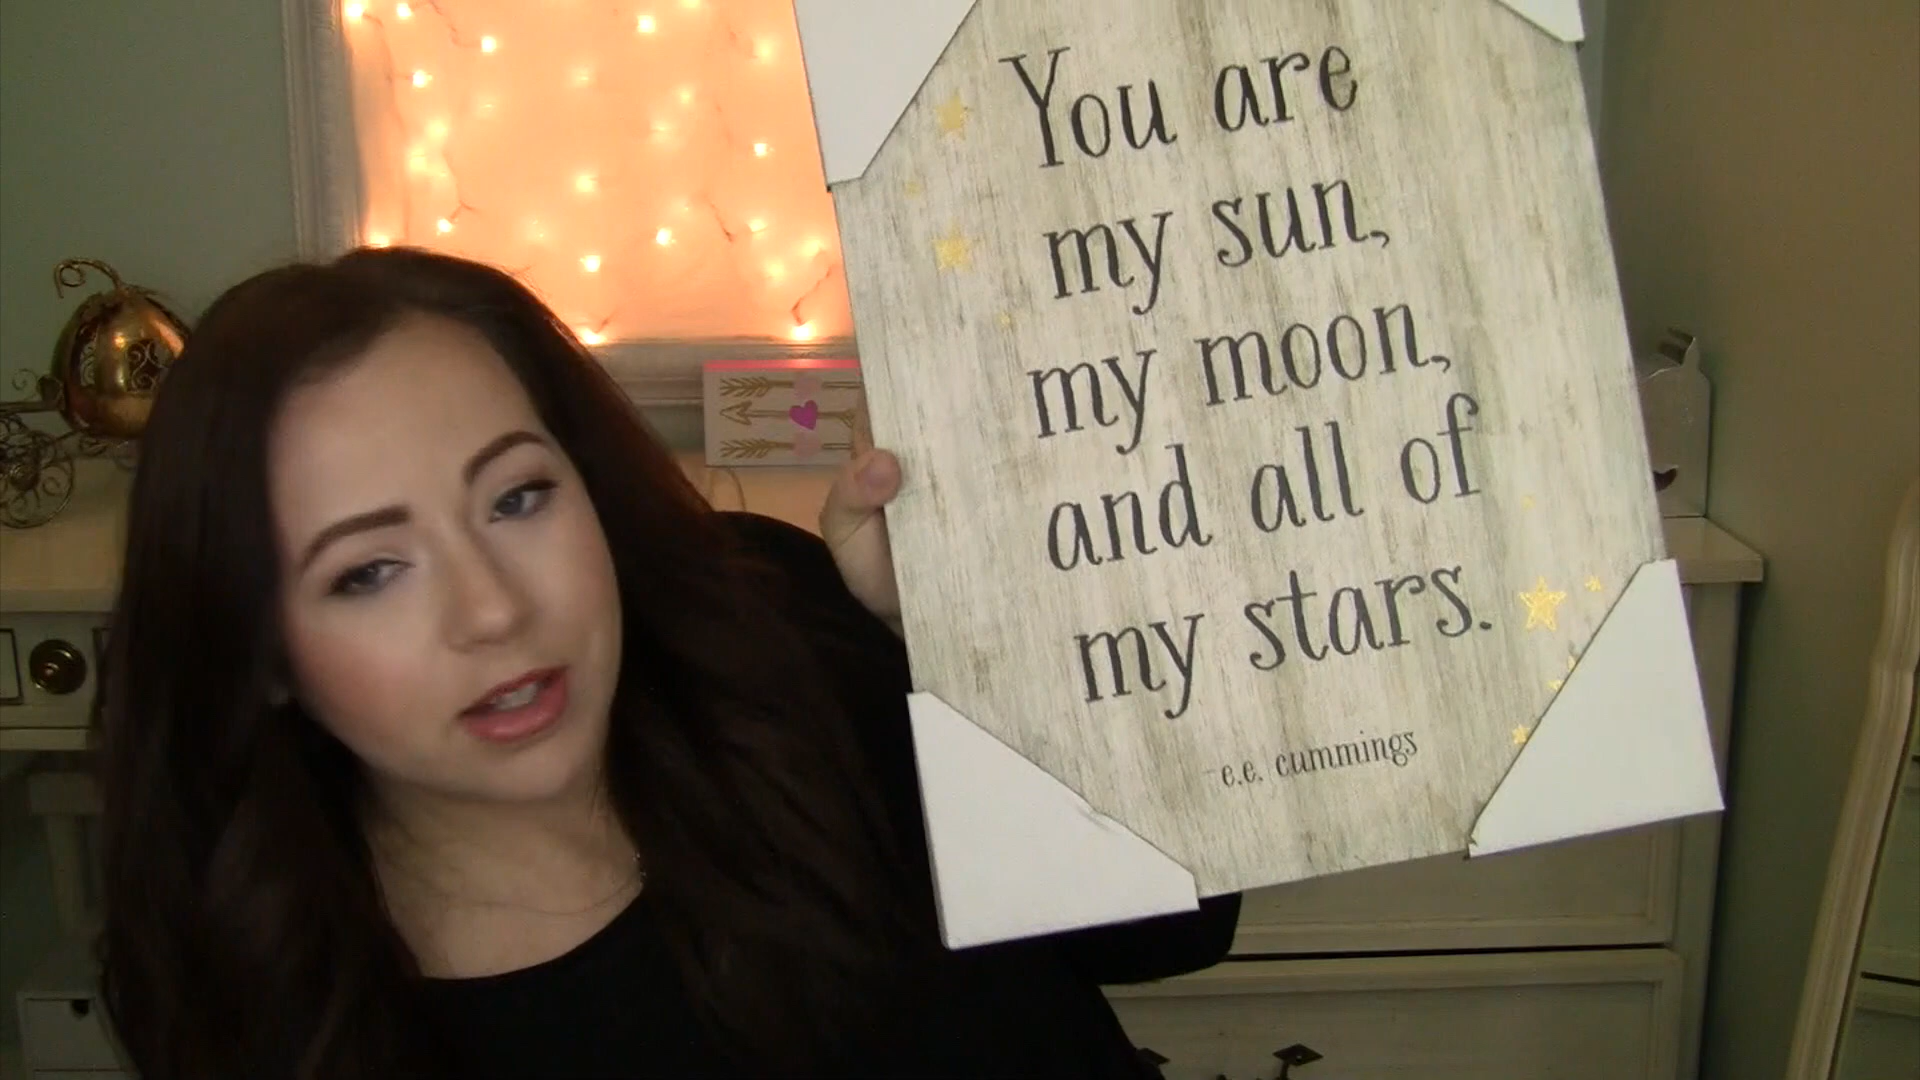 You are
my sun,
my moon,
and all of
my stars.
-e.e. cummings